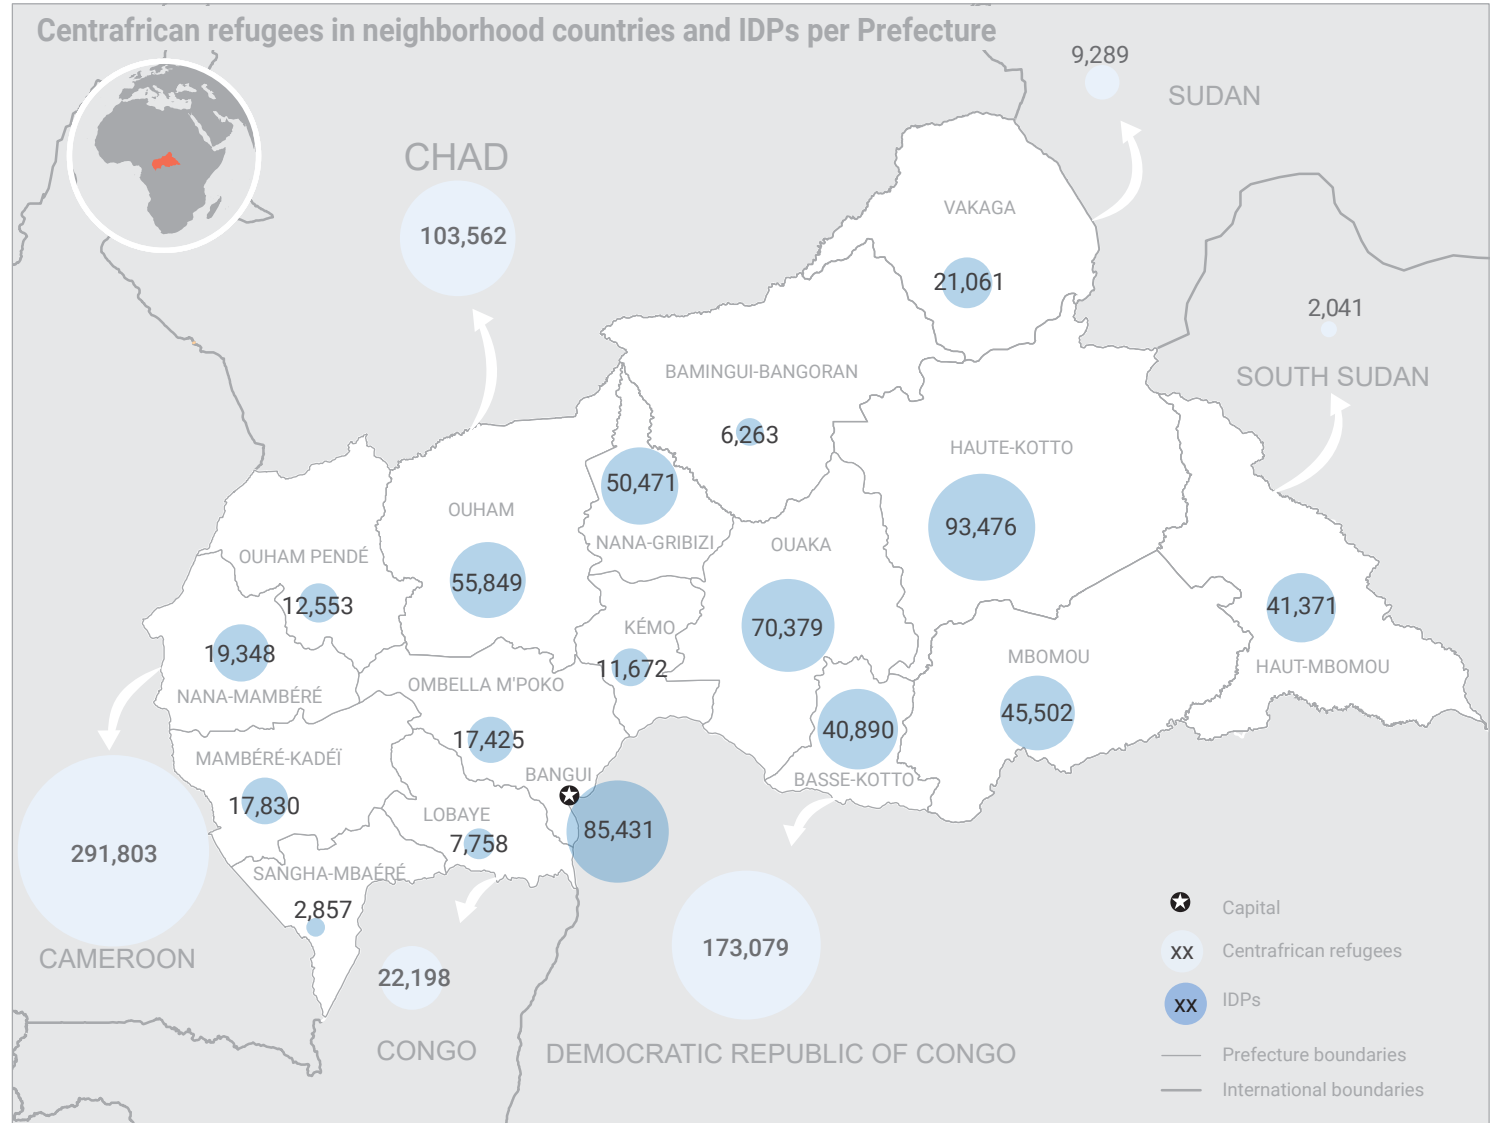 Centrafrican refugees in neighborhood countries and IDPs per Prefecture
9,289
SUDAN
CHAD
103,562
VAKAGA
21,061
2,041
SOUTH SUDAN
BAMINGUI-BANGORAN
6,263
HAUTE-KOTTO
93,476
50,471
NANA-GRIBIZI
OUHAM
55,849
OUAKA
70,379
OUHAM PENDÉ
12,553
41,371
HAUT-MBOMOU
KÉMO
11,672
19,348
NANA-MAMBÉRÉ
MBOMOU
45,502
OMBELLA M'POKO
17,425
40,890
BASSE-KOTTO
MAMBÉRÉ-KADEÏ
17,830
BANGUI
85,431
LOBAYE
7,758
291,803
CAMEROON
SANGHA-MBAÉRÉ
2,857
22,198
CONGO
173,079
DEMOCRATIC REPUBLIC OF CONGO
Capital
XX Centrafrican refugees
XX IDPs
Prefecture boundaries
International boundaries